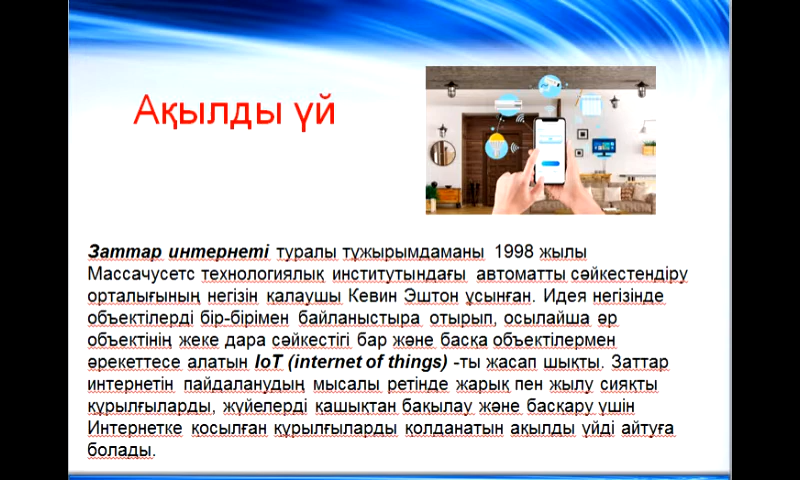 Ақылды үй
Заттар интернеті туралы тұжырымдаманы 1998 жылы
Массачусетс технологиялық институтындағы автоматты сәйкестендіру
орталығының негізін қалаушы Кевин Эштон ұсынған. Идея негізінде
объектілерді бір-бірімен байланыстыра отырып, осылайша әр
объектінің жеке дара сәйкестігі бар және басқа объектілермен
әрекеттесе алатын IoT (internet of things) -ты жасап шықты. Заттар
интернетін пайдаланудың мысалы ретінде жарық пен жылу сияқты
құрылғыларды, жүйелерді қашықтан бақылау және басқару үшін
Интернетке қосылған құрылғыларды қолданатын ақылды үйді айтуға
болады.